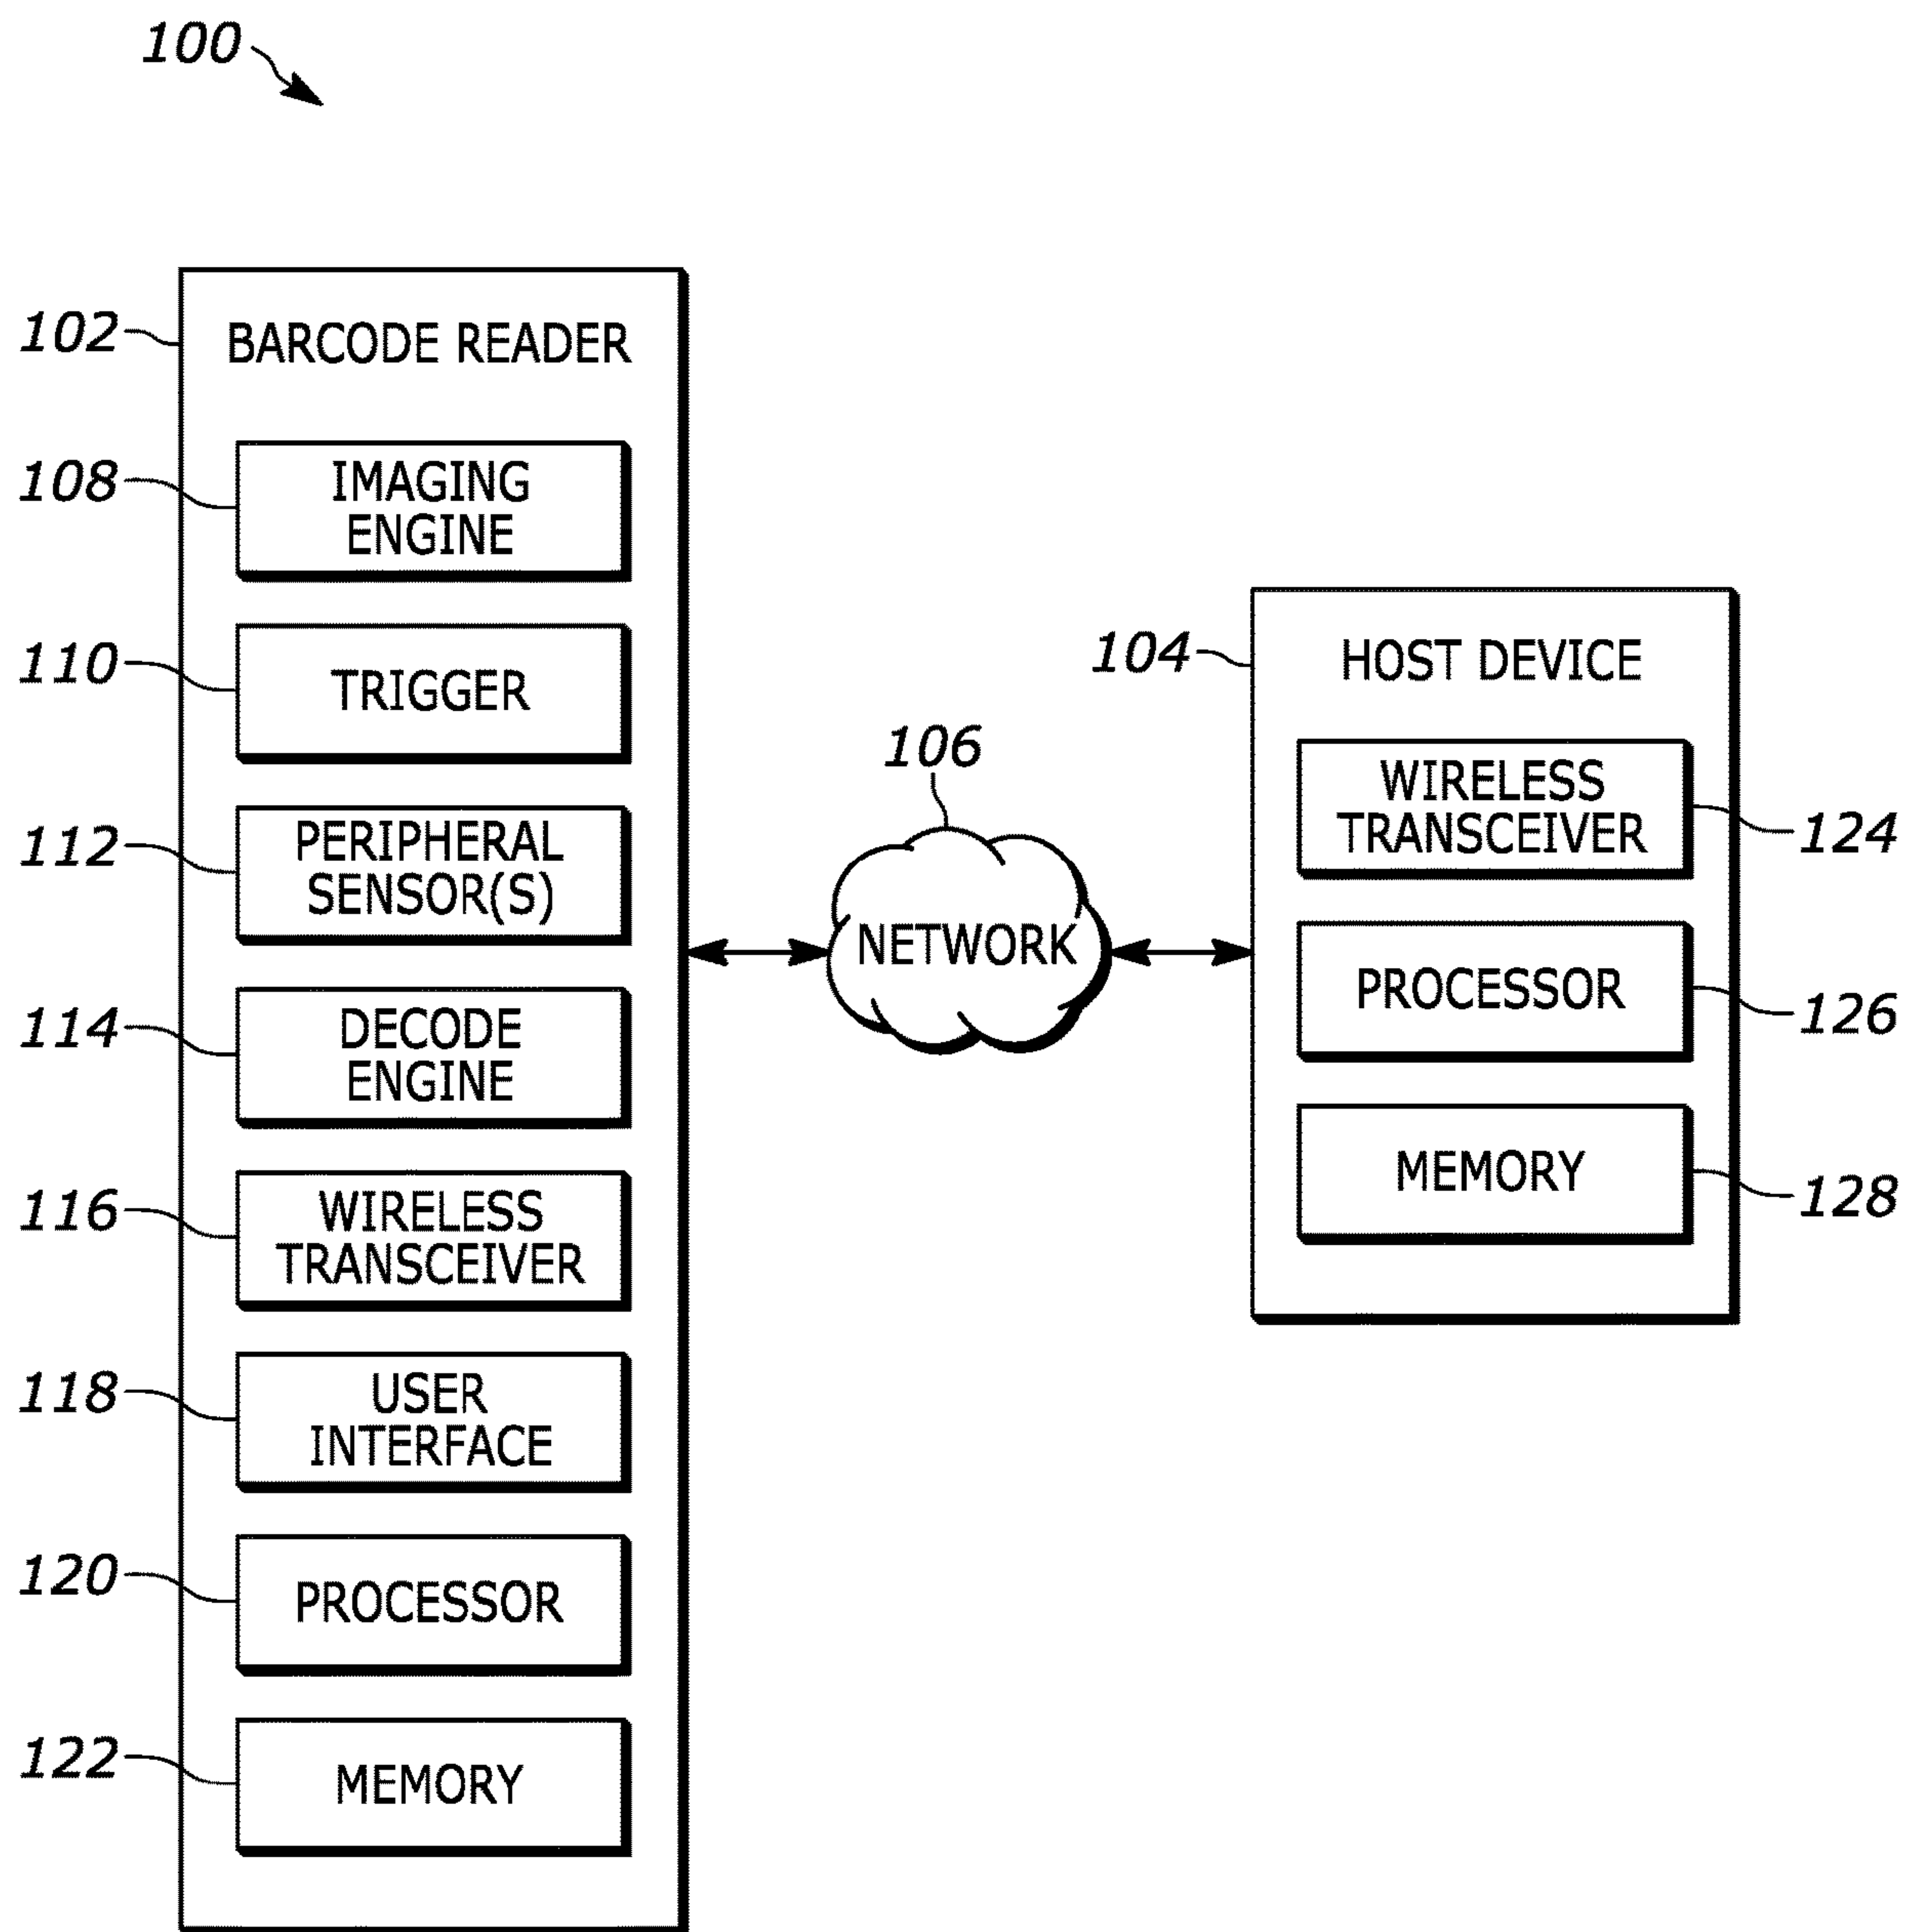 100
102
BARCODE READER
108
IMAGING
ENGINE
110
TRIGGER
112
PERIPHERAL
SENSOR(S)
114
DECODE
ENGINE
116
WIRELESS
TRANSCEIVER
118
USER
INTERFACE
120
PROCESSOR
122
MEMORY
106
NETWORK
104
HOST DEVICE
WIRELESS
TRANSCEIVER
124
PROCESSOR
126
MEMORY
128